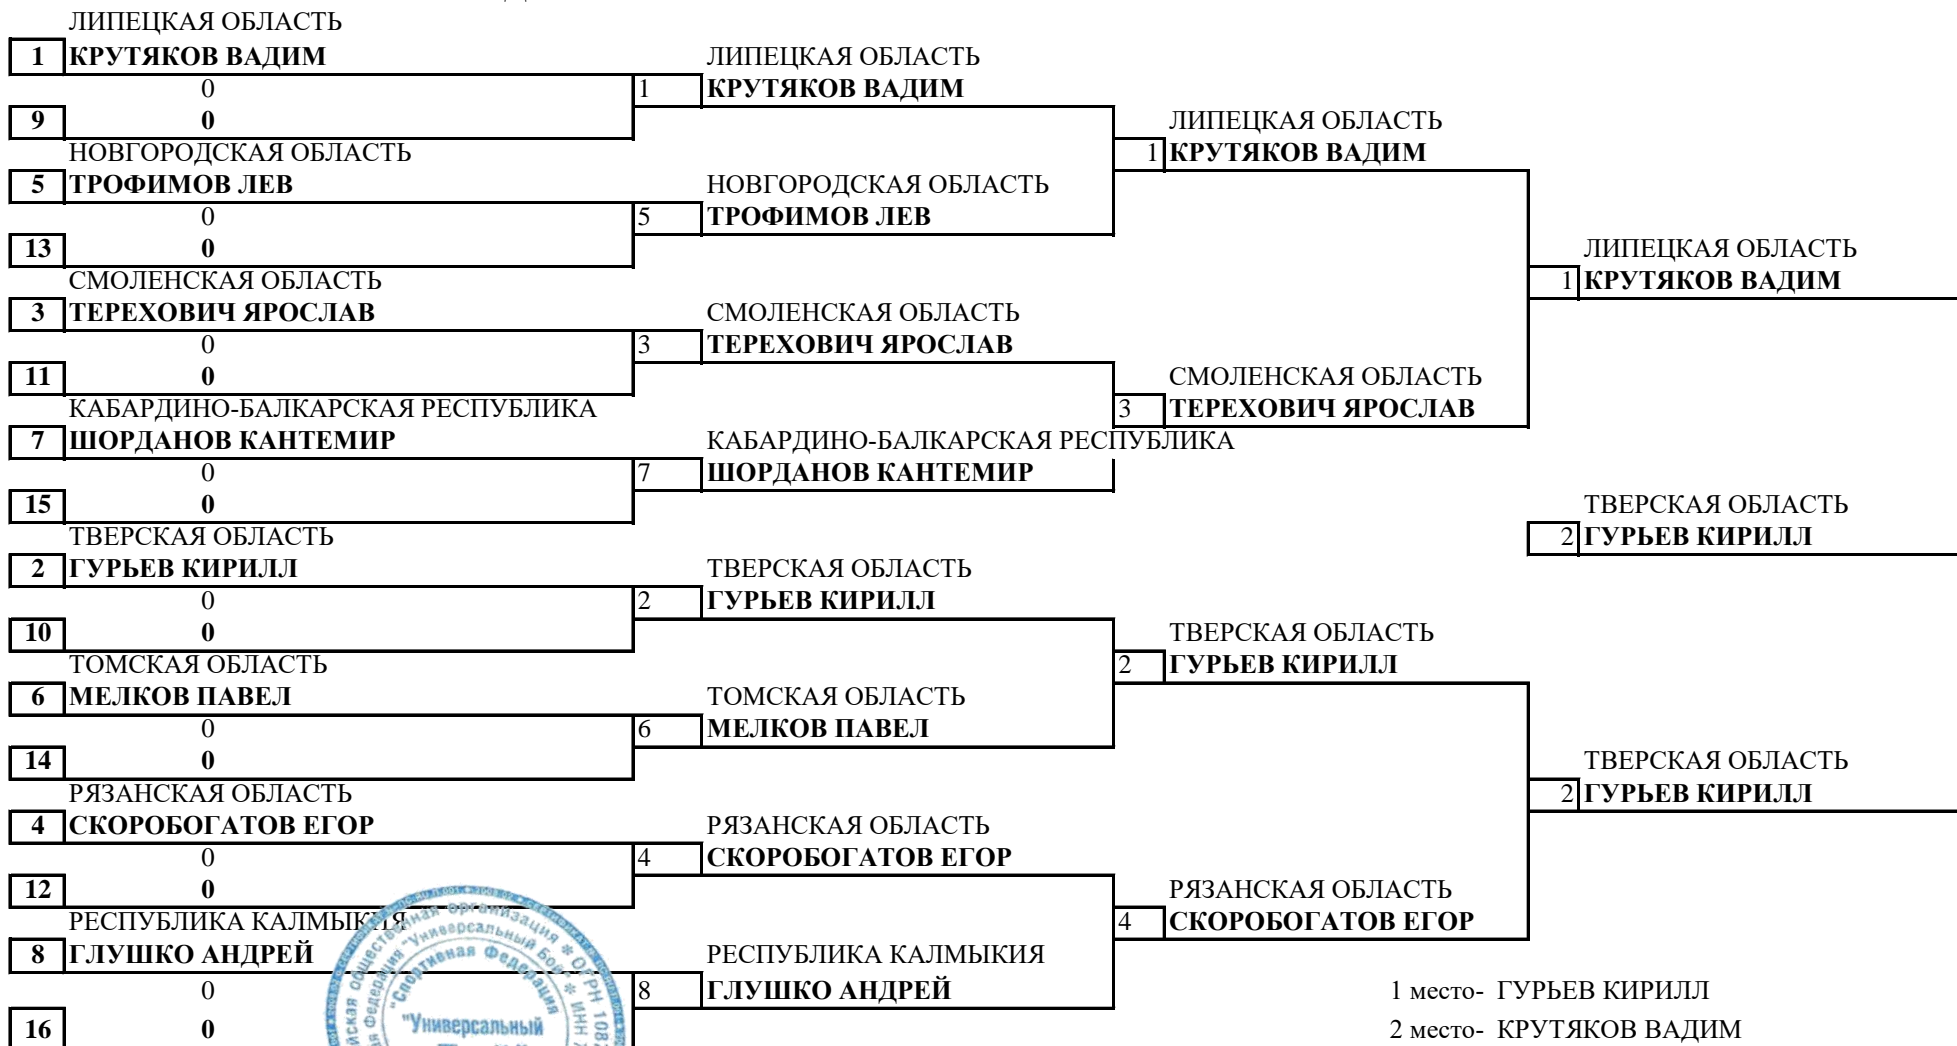 ЛИПЕЦКАЯ ОБЛАСТЬ
1 КРУТЯКОВ ВАДИМ
0
9 0
НОВГОРОДСКАЯ ОБЛАСТЬ
5 ТРОФИМОВ ЛЕВ
0
13 0
СМОЛЕНСКАЯ ОБЛАСТЬ
3 ТЕРЕХОВИЧ ЯРОСЛАВ
0
11 0
КАБАРДИНО-БАЛКАРСКАЯ РЕСПУБЛИКА
7 ШОРДАНОВ КАНТЕМИР
0
15 0
ТВЕРСКАЯ ОБЛАСТЬ
2 ГУРЬЕВ КИРИЛЛ
0
10 0
ТОМСКАЯ ОБЛАСТЬ
6 МЕЛКОВ ПАВЕЛ
0
14 0
РЯЗАНСКАЯ ОБЛАСТЬ
4 СКОРОБОГАТОВ ЕГОР
0
12 0
РЕСПУБЛИКА КАЛМЫКИЯ
8 ГЛУШКО АНДРЕЙ
0
16 0
ЛИПЕЦКАЯ ОБЛАСТЬ
1 КРУТЯКОВ ВАДИМ
НОВГОРОДСКАЯ ОБЛАСТЬ
5 ТРОФИМОВ ЛЕВ
СМОЛЕНСКАЯ ОБЛАСТЬ
3 ТЕРЕХОВИЧ ЯРОСЛАВ
КАБАРДИНО-БАЛКАРСКАЯ РЕСПУБЛИКА
7 ШОРДАНОВ КАНТЕМИР
ТВЕРСКАЯ ОБЛАСТЬ
2 ГУРЬЕВ КИРИЛЛ
ТОМСКАЯ ОБЛАСТЬ
6 МЕЛКОВ ПАВЕЛ
РЯЗАНСКАЯ ОБЛАСТЬ
4 СКОРОБОГАТОВ ЕГОР
РЕСПУБЛИКА КАЛМЫКИЯ
8 ГЛУШКО АНДРЕЙ
ЛИПЕЦКАЯ ОБЛАСТЬ
1 КРУТЯКОВ ВАДИМ
СМОЛЕНСКАЯ ОБЛАСТЬ
3 ТЕРЕХОВИЧ ЯРОСЛАВ
ТВЕРСКАЯ ОБЛАСТЬ
2 ГУРЬЕВ КИРИЛЛ
РЯЗАНСКАЯ ОБЛАСТЬ
4 СКОРОБОГАТОВ ЕГОР
ЛИПЕЦКАЯ ОБЛАСТЬ
1 КРУТЯКОВ ВАДИМ
ТВЕРСКАЯ ОБЛАСТЬ
2 ГУРЬЕВ КИРИЛЛ
ТВЕРСКАЯ ОБЛАСТЬ
2 ГУРЬЕВ КИРИЛЛ
1 место- ГУРЬЕВ КИРИЛЛ
2 место- КРУТЯКОВ ВАДИМ
организация * ОГРН
"Универсальный Бой" * ИНН
"Спортивная Федерация
"Универсальный